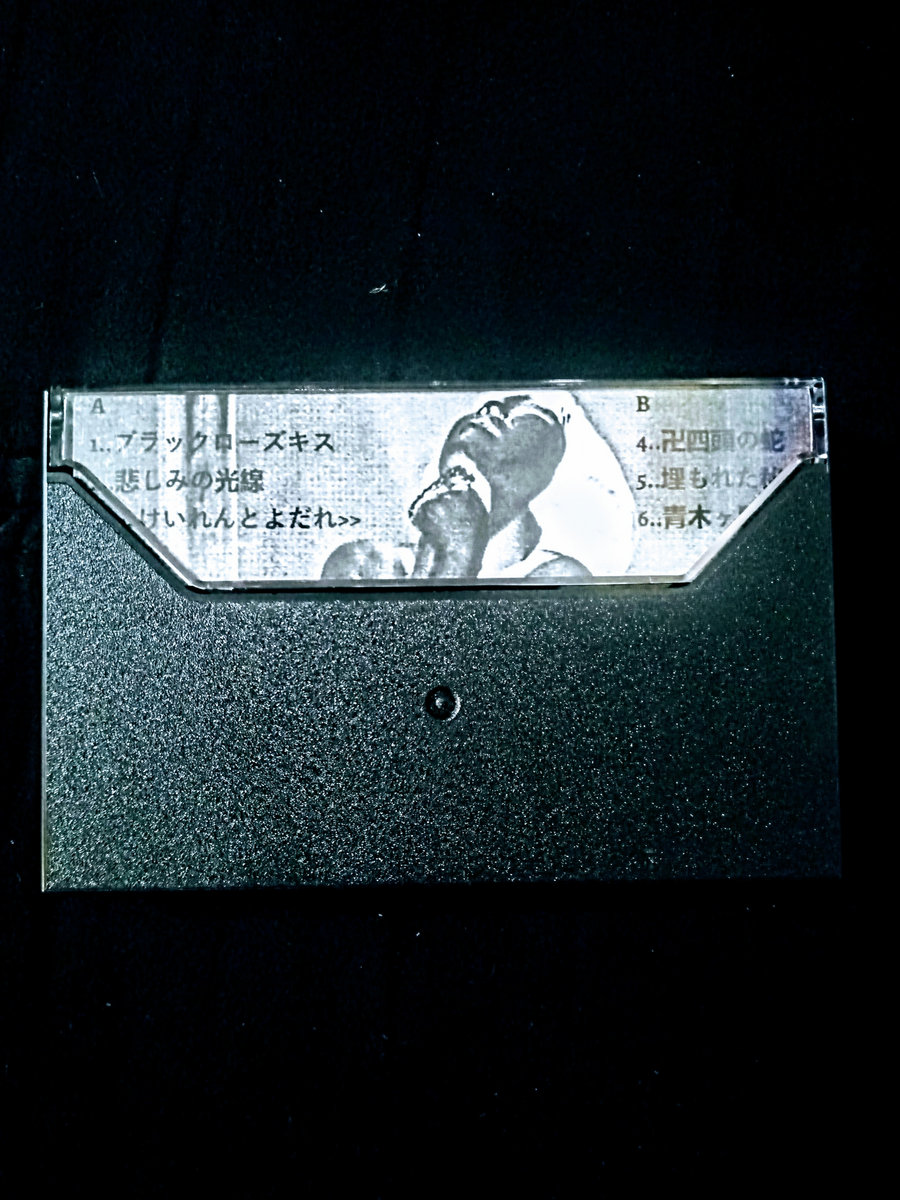 A
1..ブラックローズキス
悲しみの光線
けいれんとよだれ>>
B
4..卍四頭の蛇
5..埋もれた
6..青木ヶ